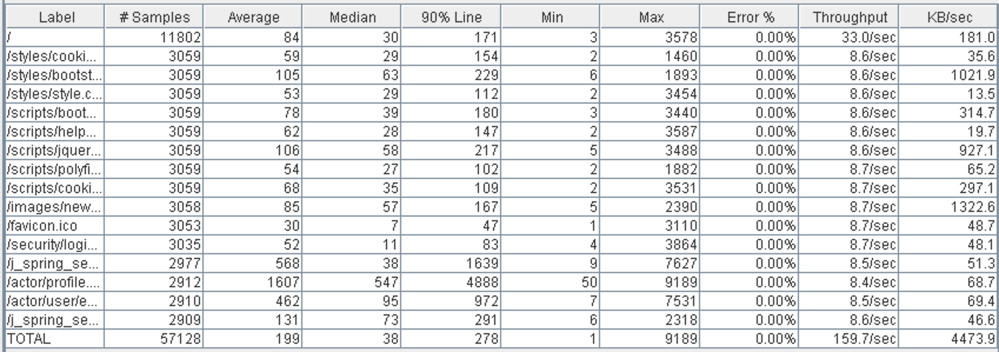 Label # Samples Average Median 90% Line Min Max Error % Throughput KB/sec
/ 11802 84 30 171 3 3578 0.00% 33.0/sec 181.0
/styles/cooki... 3059 59 29 154 2 1460 0.00% 8.6/sec 35.6
/styles/bootst... 3059 105 63 229 6 1893 0.00% 8.6/sec 1021.9
/styles/style.c... 3059 53 29 112 2 3454 0.00% 8.6/sec 13.5
/scripts/boot... 3059 78 39 180 3 3440 0.00% 8.6/sec 314.7
/scripts/help... 3059 62 28 147 2 3587 0.00% 8.6/sec 19.7
/scripts/jquer... 3059 106 58 217 5 3488 0.00% 8.6/sec 927.1
/scripts/polyfi... 3059 54 27 102 2 1882 0.00% 8.7/sec 65.2
/scripts/cooki... 3059 68 35 109 2 3531 0.00% 8.7/sec 297.1
/images/new... 3058 85 57 167 5 2390 0.00% 8.7/sec 1322.6
/favicon.ico 3053 30 7 47 1 3110 0.00% 8.7/sec 48.7
/security/logi... 3035 52 11 83 4 3864 0.00% 8.7/sec 48.1
/j_spring_se... 2977 568 38 1639 9 7627 0.00% 8.5/sec 51.3
/actor/profile.... 2912 1607 547 4888 50 9189 0.00% 8.4/sec 68.7
/actor/user/e... 2910 462 95 972 7 7531 0.00% 8.5/sec 69.4
/j_spring_se... 2909 131 73 291 6 2318 0.00% 8.6/sec 46.6
TOTAL 57128 199 38 278 1 9189 0.00% 159.7/sec 4473.9